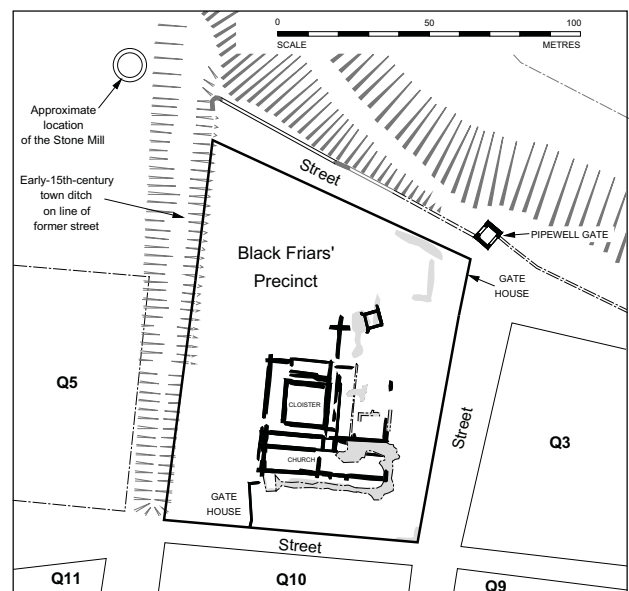 0 50 100
SCALE METRES
Approximate
location
of the Stone Mill
Street
Early-15th-century
town ditch
on line of
former street
PIPEWELL GATE
Black Friars'
Precinct
GATE
HOUSE
Q5
CLOISTER
Street
Q3
CHURCH
GATE
HOUSE
Street
Q11
Q10
Q9